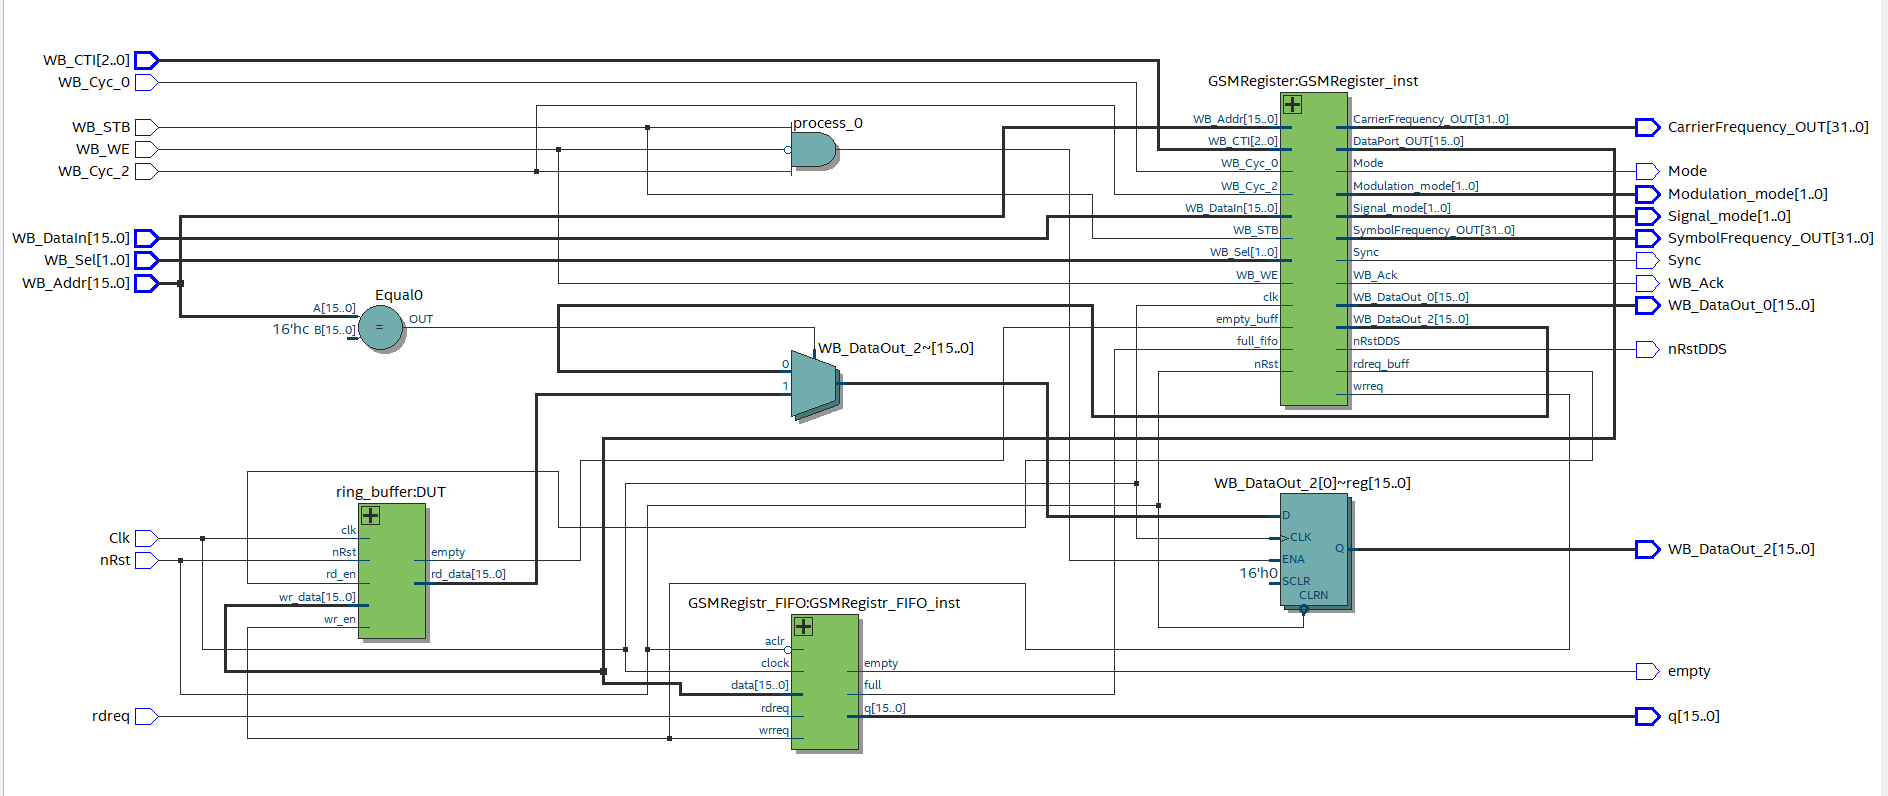 WB_CTI[2..0]
WB_Cyc_0
WB_STB
WB_WE
WB_Cyc_2
WB_DataIn[15..0]
WB_Sel[1..0]
WB_Addr[15..0]
process_0
Equal0
A[15..0]
16'hc B[15..0]
=
OUT
WB_DataOut_2~[15..0]
0
1
GSMRegister:GSMRegister_inst
WB_Addr[15..0]
WB_CTI[2..0]
WB_Cyc_0
WB_Cyc_2
WB_DataIn[15..0]
WB_STB
WB_Sel[1..0]
WB_WE
clk
empty_buff
full_fifo
nRst
CarrierFrequency_OUT[31..0]
DataPort_OUT[15..0]
Mode
Modulation_mode[1..0]
Signal_mode[1..0]
SymbolFrequency_OUT[31..0]
Sync
WB_Ack
WB_DataOut_0[15..0]
WB_DataOut_2[15..0]
nRstDDS
rdreq_buff
wrreq
CarrierFrequency_OUT[31..0]
Mode
Modulation_mode[1..0]
Signal_mode[1..0]
SymbolFrequency_OUT[31..0]
Sync
WB_Ack
WB_DataOut_0[15..0]
nRstDDS
ring_buffer:DUT
Clk
nRst
rdreq
clk
nRst
rd_en
wr_data[15..0]
wr_en
empty
rd_data[15..0]
GSMRegistr_FIFO:GSMRegistr_FIFO_inst
aclr
clock
data[15..0]
rdreq
wrreq
empty
full
q[15..0]
WB_DataOut_2[0]~reg[15..0]
D
CLK
ENA
16'h0
SCLR
CLRN
Q
WB_DataOut_2[15..0]
empty
q[15..0]